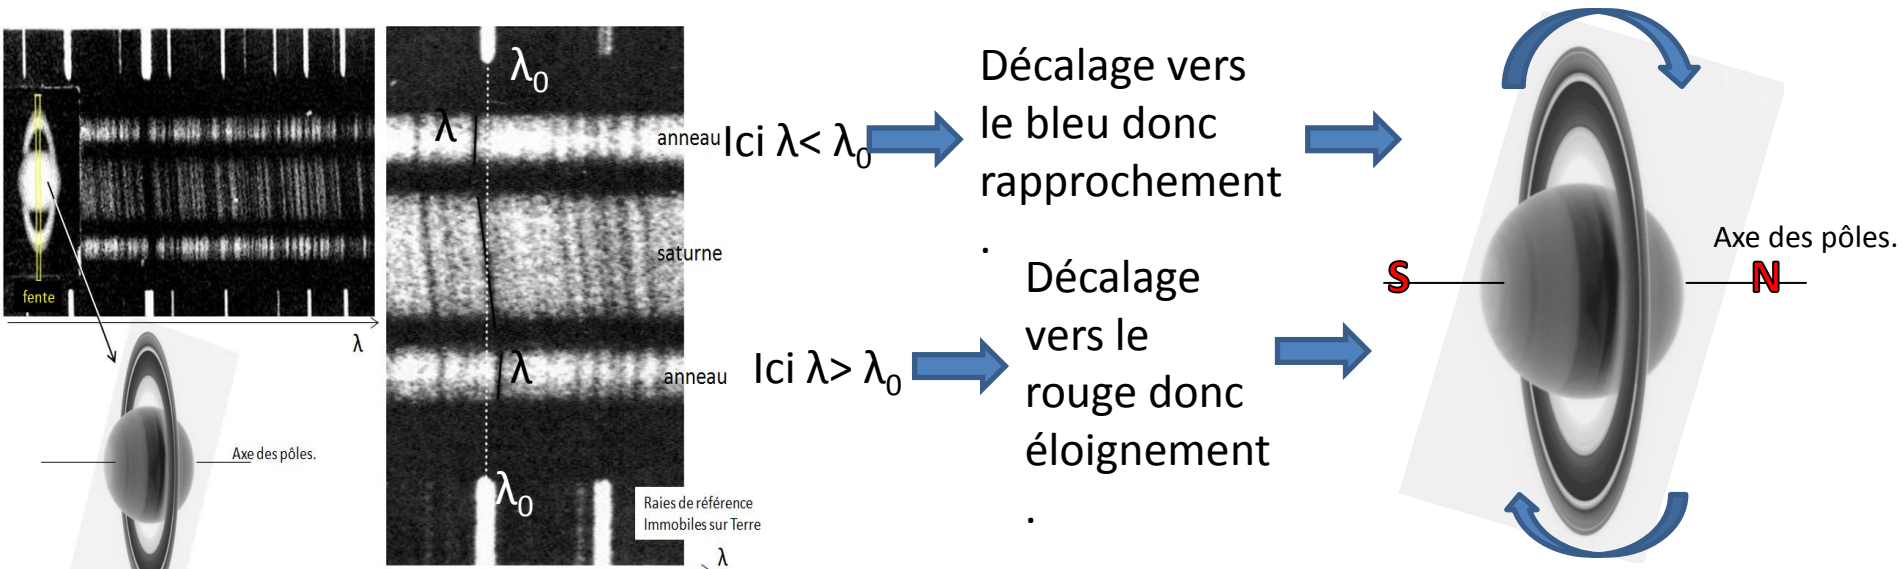 fente
λ
Axe des pôles.
λ0
λ
anneau
saturne
λ
anneau
λ0
Raies de référence
Immobiles sur Terre
λ
Ici λ< λ0
Décalage vers
le bleu donc
rapprochement
.
Ici λ> λ0
Décalage
vers le
rouge donc
éloignement
.
Axe des pôles.
S
N